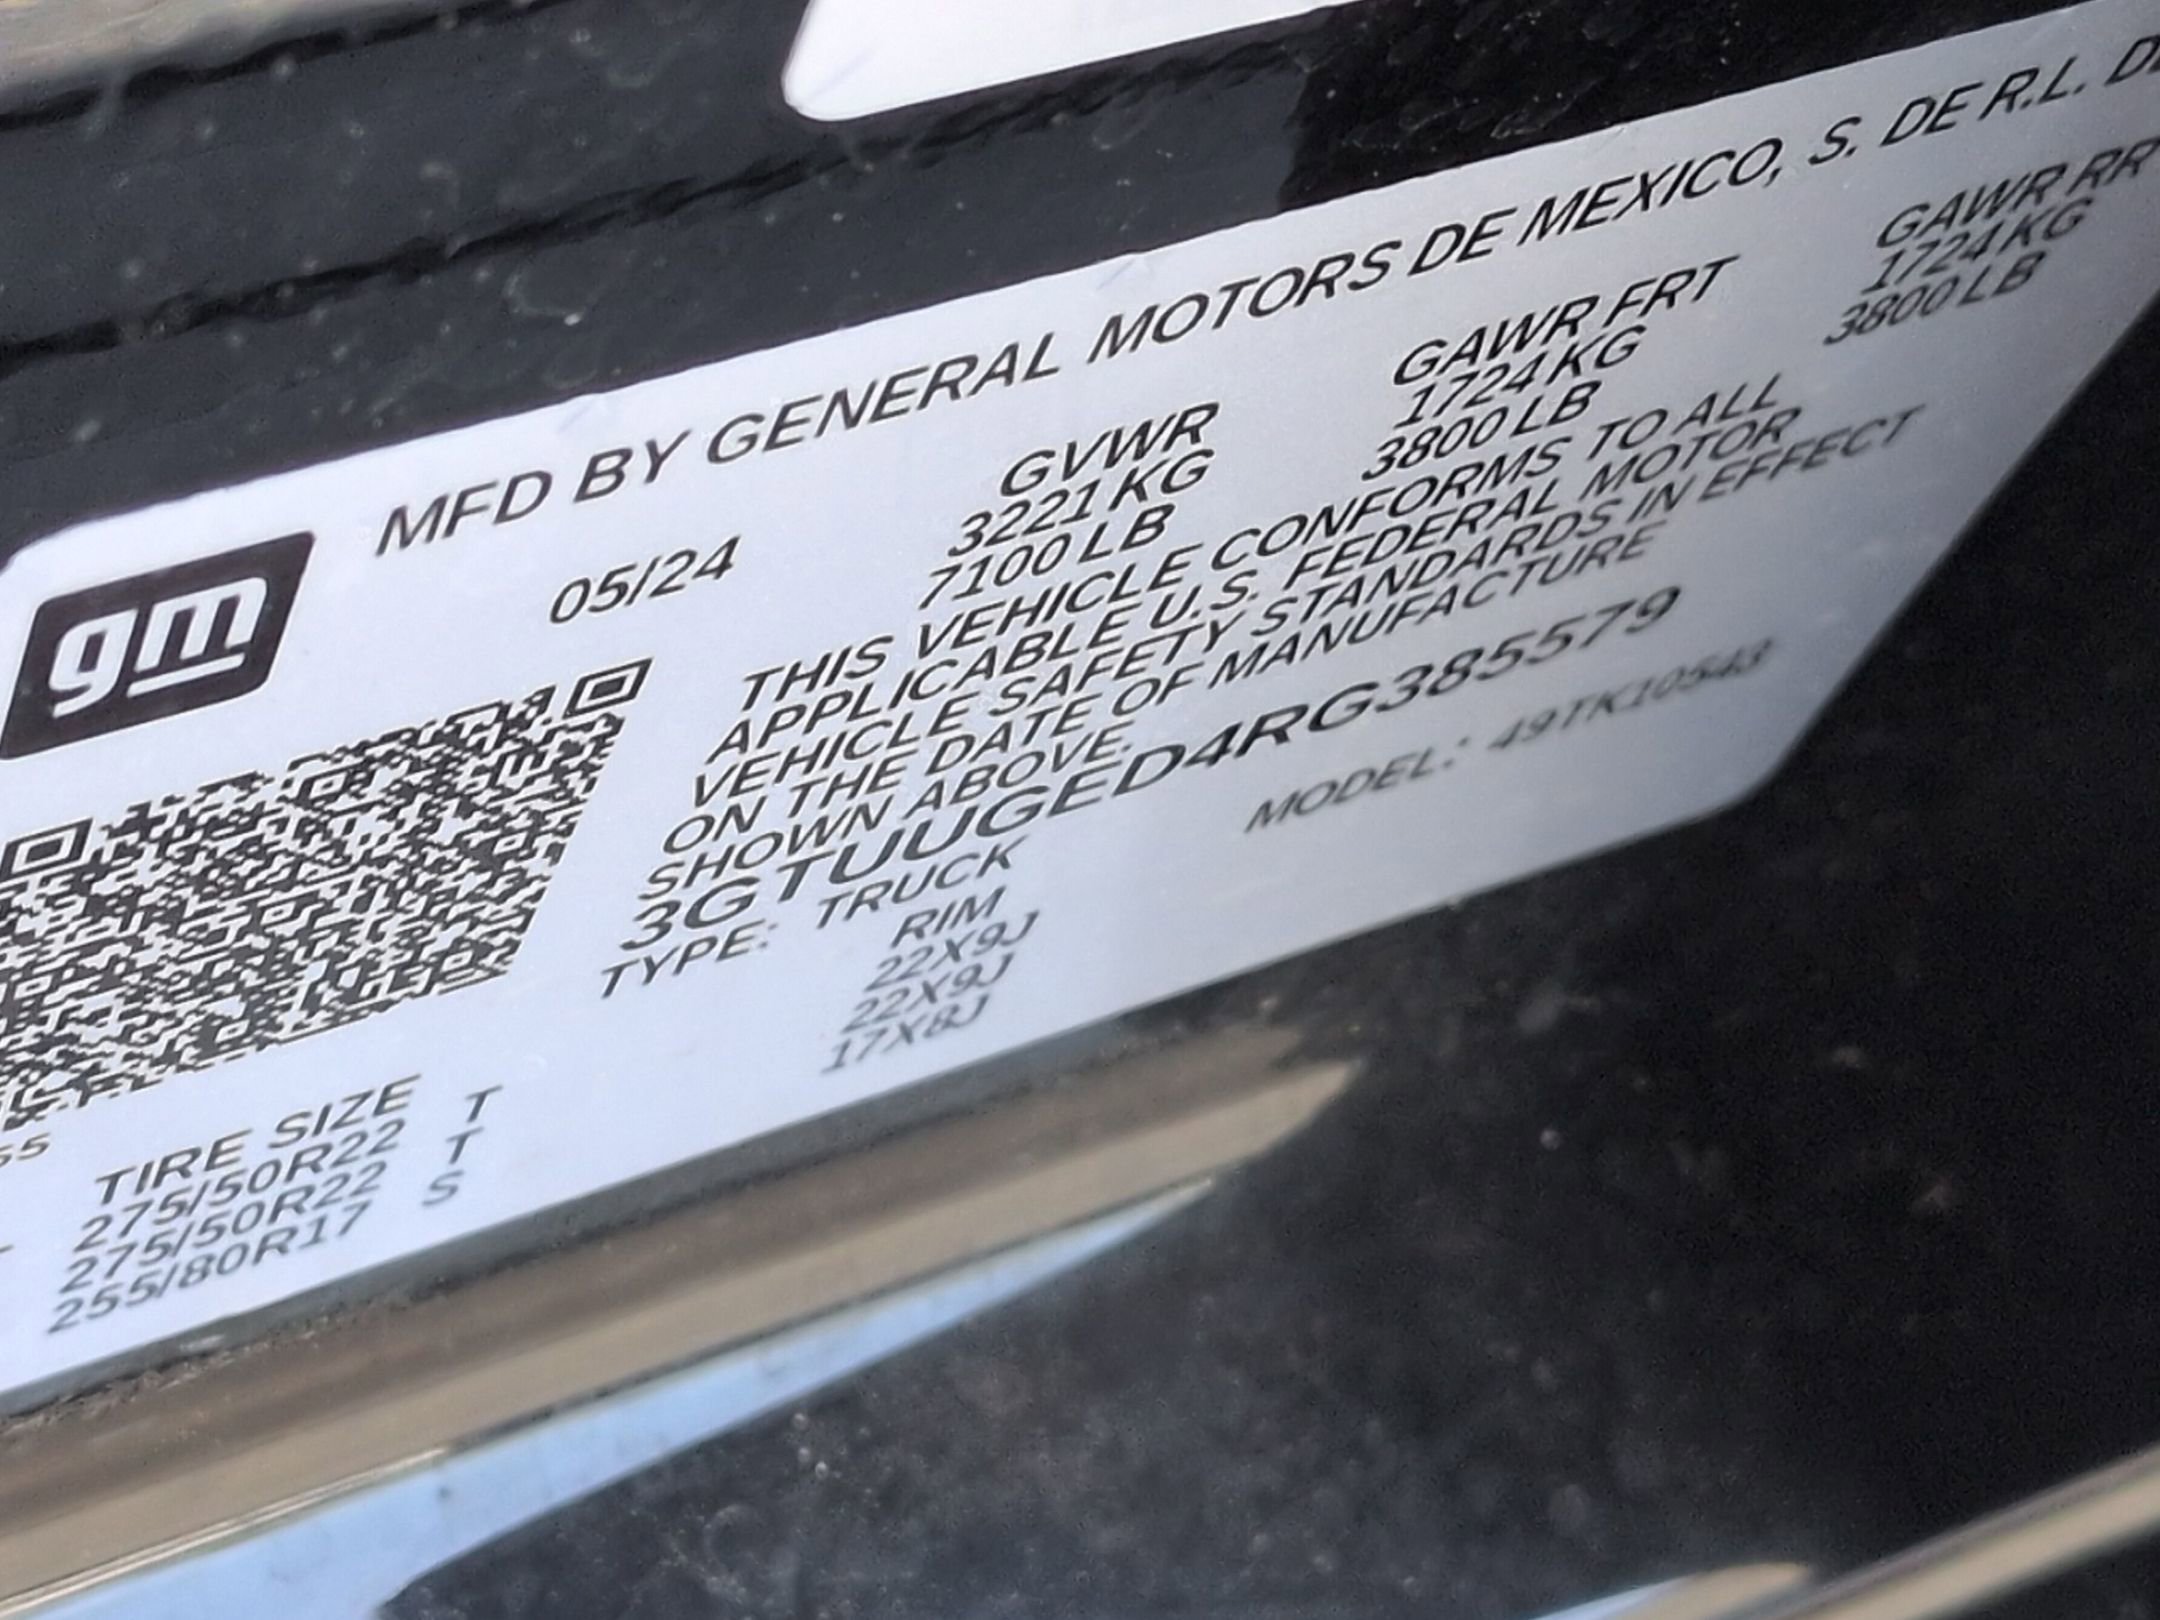 gm
MFD BY GENERAL MOTORS DE MEXICO, S. DE R.L.
05/24
GVWR GAWR FRT GAWR RR
3221 KG 1724 KG 1724 KG
7100 LB 3800 LB 3800 LB
THIS VEHICLE CONFORMS TO ALL
APPLICABLE U.S. FEDERAL MOTOR
VEHICLE SAFETY STANDARDS IN EFFECT
ON THE DATE OF MANUFACTURE
SHOWN ABOVE.
3GTUUGED4RG385579
TYPE: TRUCK MODEL: 49TK10543
TIRE SIZE RIM
275/50R22 T 22X9J
275/50R22 T 22X9J
255/80R17 S 17X8J